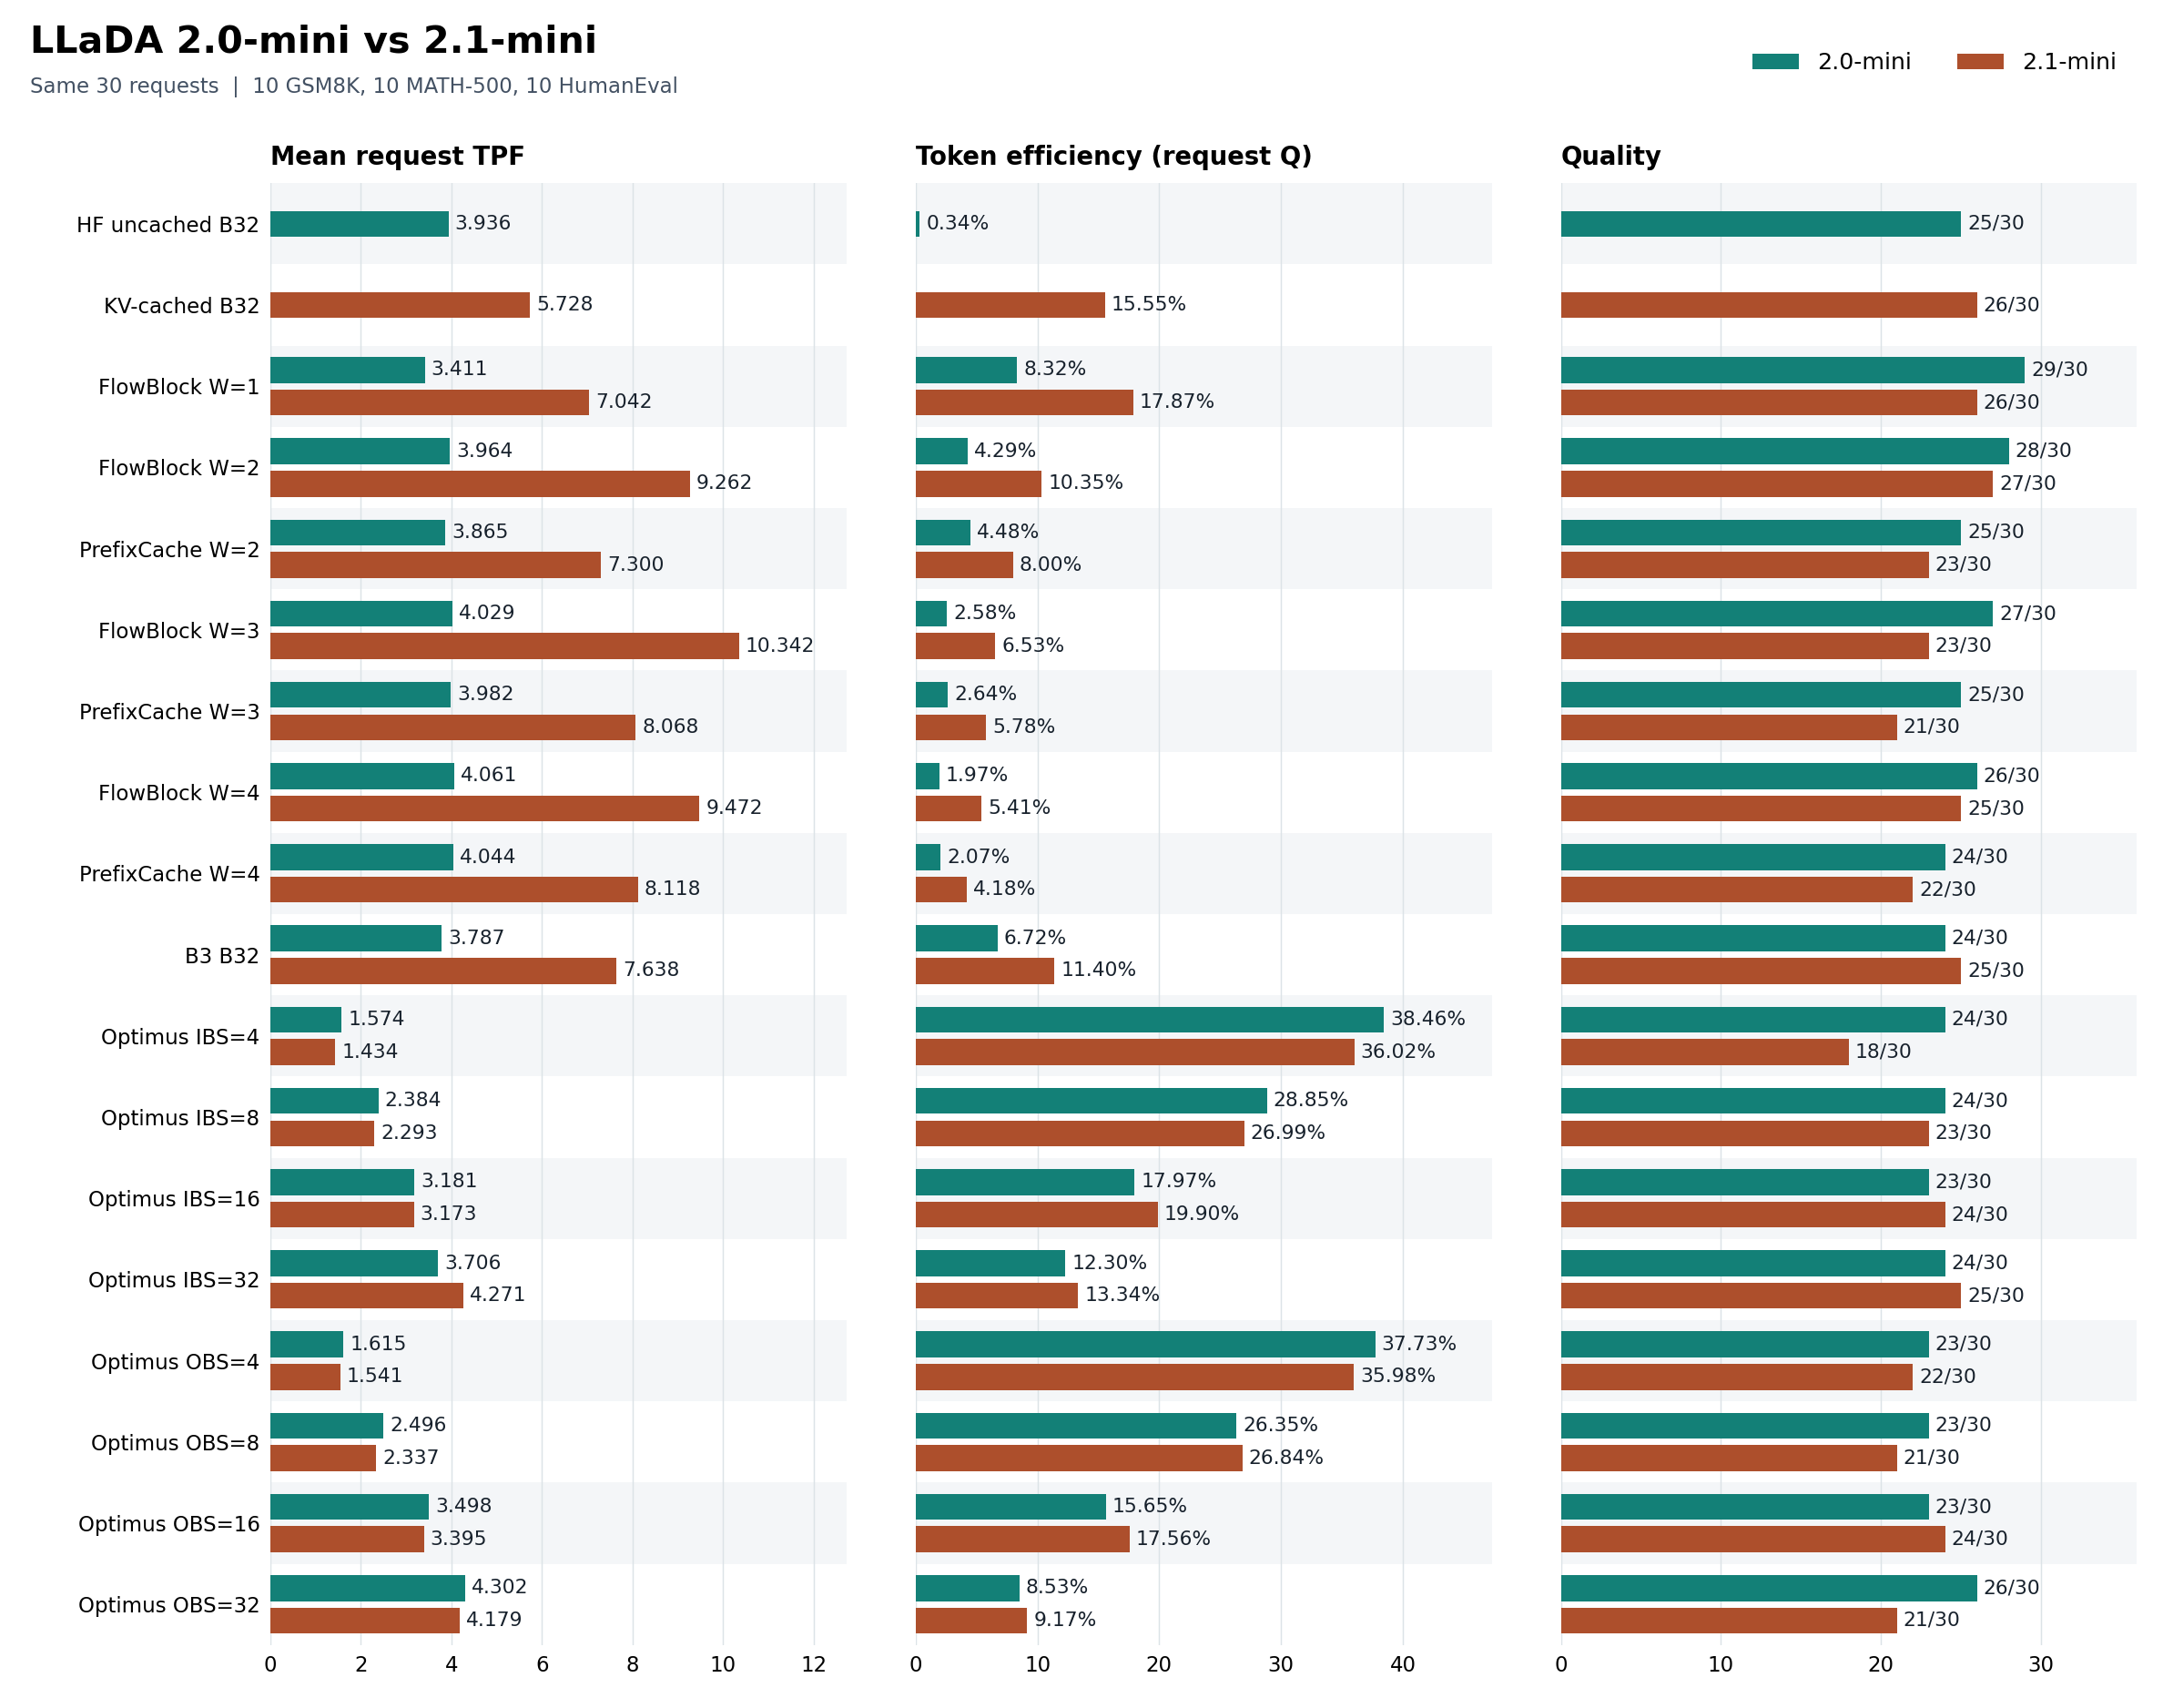 LLaDA 2.0-mini vs 2.1-mini
Same 30 requests | 10 GSM8K, 10 MATH-500, 10 HumanEval
2.0-mini 2.1-mini
Mean request TPF Token efficiency (request Q) Quality
HF uncached B32 3.936 0.34% 25/30
KV-cached B32 5.728 15.55% 26/30
3.411 8.32% 29/30
FlowBlock W=1
7.042 17.87% 26/30
3.964 4.29% 28/30
FlowBlock W=2
9.262 10.35% 27/30
3.865 4.48% 25/30
PrefixCache W=2
7.300 8.00% 23/30
4.029 2.58% 27/30
FlowBlock W=3
10.342 6.53% 23/30
3.982 2.64% 25/30
PrefixCache W=3
8.068 5.78% 21/30
4.061 1.97% 26/30
FlowBlock W=4
9.472 5.41% 25/30
4.044 2.07% 24/30
PrefixCache W=4
8.118 4.18% 22/30
3.787 6.72% 24/30
B3 B32
7.638 11.40% 25/30
1.574 38.46% 24/30
Optimus IBS=4
1.434 36.02% 18/30
2.384 28.85% 24/30
Optimus IBS=8
2.293 26.99% 23/30
3.181 17.97% 23/30
Optimus IBS=16
3.173 19.90% 24/30
3.706 12.30% 24/30
Optimus IBS=32
4.271 13.34% 25/30
1.615 37.73% 23/30
Optimus OBS=4
1.541 35.98% 22/30
2.496 26.35% 23/30
Optimus OBS=8
2.337 26.84% 21/30
3.498 15.65% 23/30
Optimus OBS=16
3.395 17.56% 24/30
4.302 8.53% 26/30
Optimus OBS=32
4.179 9.17% 21/30
0 2 4 6 8 10 12 0 10 20 30 40 0 10 20 30